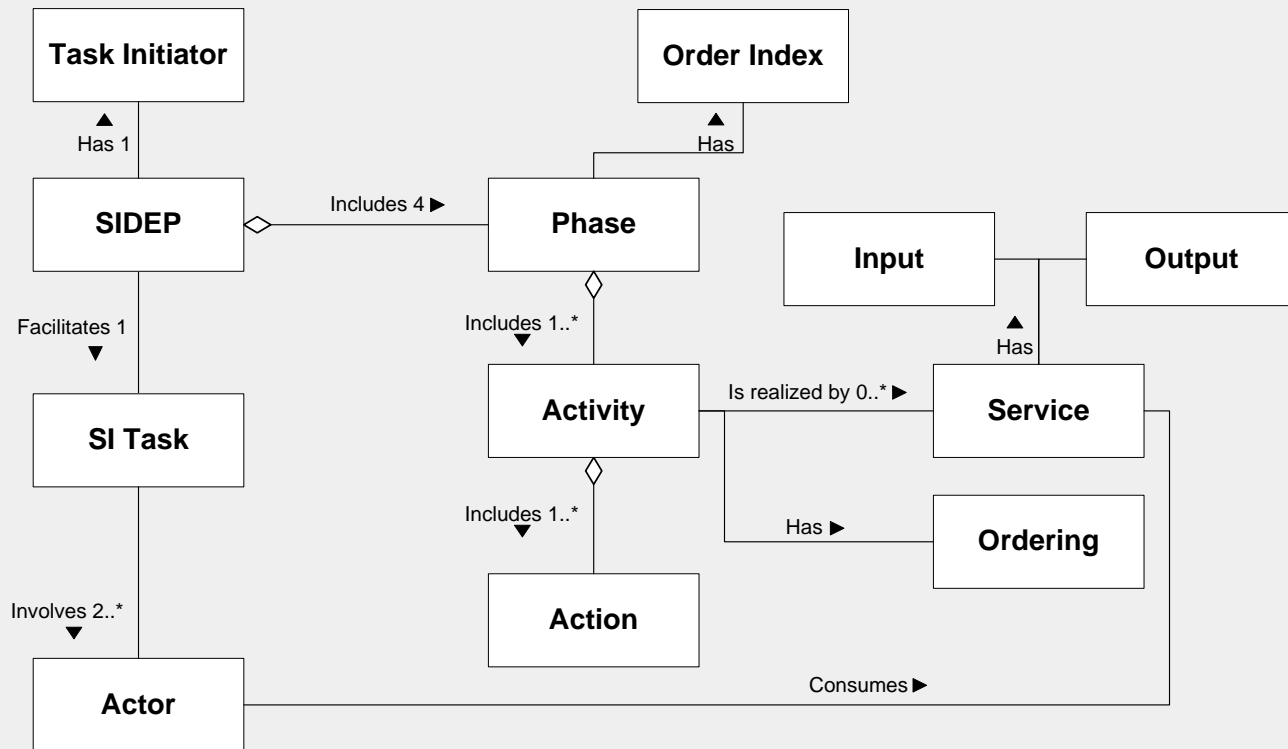 Task Initiator
Order Index
Has 1
Has
SIDEP
Includes 4
Phase
Input
Output
Facilitates 1
Includes 1..*
Has
SI Task
Activity
Is realized by 0..*
Service
Includes 1..*
Has
Ordering
Involves 2..*
Action
Actor
Consumes